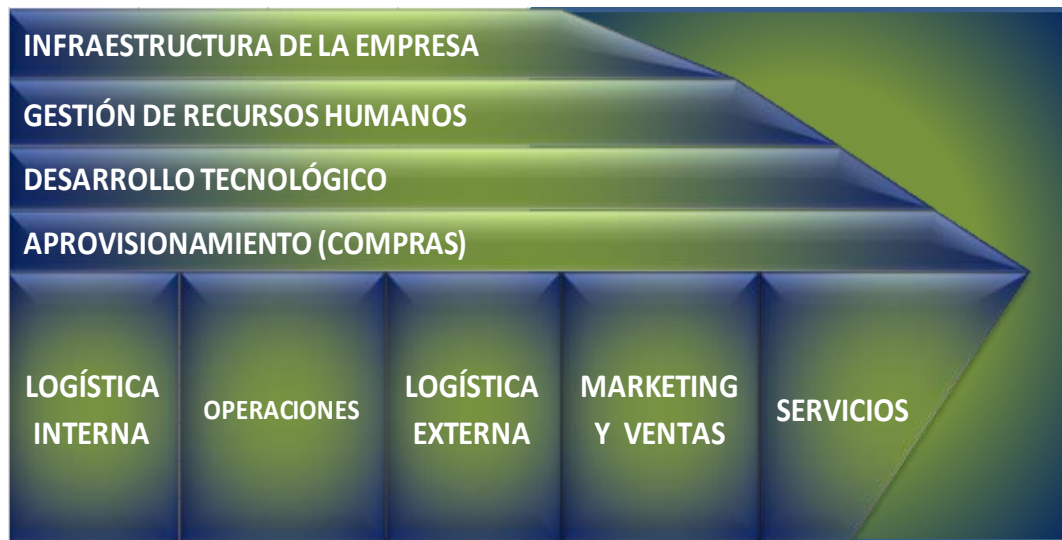 INFRAESTRUCTURA DE LA EMPRESA
GESTIÓN DE RECURSOS HUMANOS
DESARROLLO TECNOLÓGICO
APROVISIONAMIENTO (COMPRAS)
LOGÍSTICA
INTERNA
OPERACIONES
LOGÍSTICA
EXTERNA
MARKETING
Y VENTAS
SERVICIOS